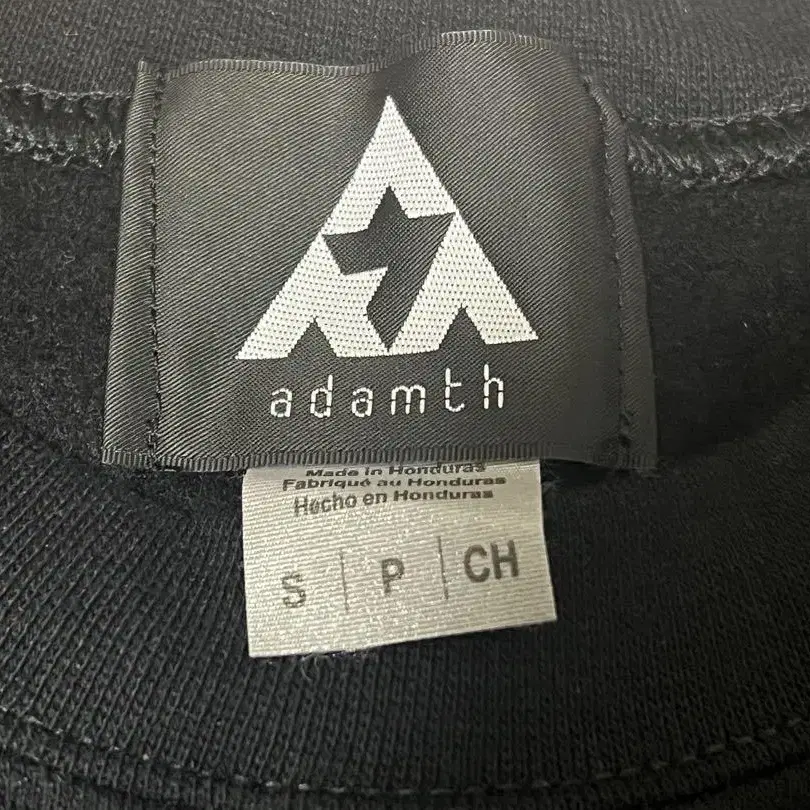 adamth
Made in Honduras
Fabriqué au Honduras
Hecho en Honduras
S | P | CH